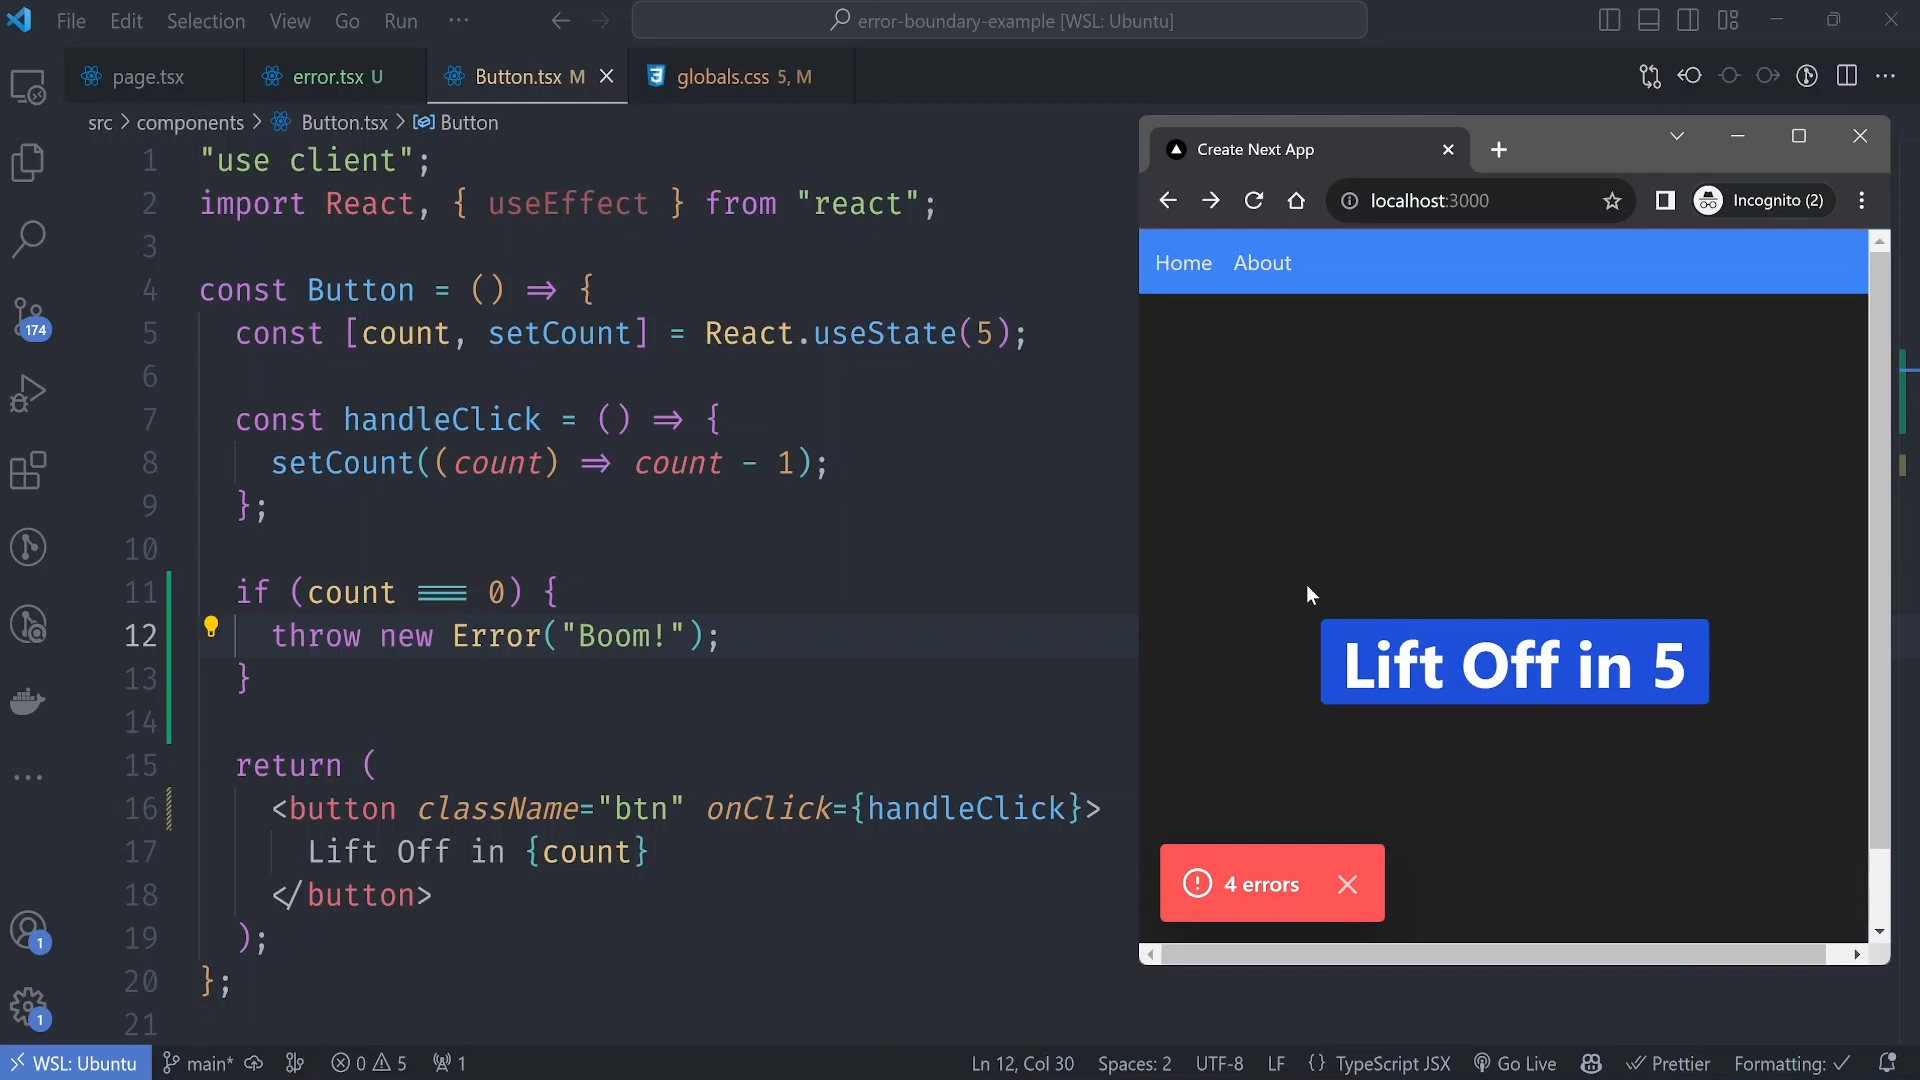 File Edit Selection View Go Run ···
error-boundary-example [WSL: Ubuntu]
page.tsx
error.tsx U
Button.tsx M
globals.css 5, M
src > components > Button.tsx > Button
1 "use client";
2 import React, { useEffect } from "react";
3
4 const Button = () => {
5 const [count, setCount] = React.useState(5);
6
7 const handleClick = () => {
8 setCount((count) => count - 1);
9 };
10
11 if (count === 0) {
12 throw new Error("Boom!");
13 }
14
15 return (
16 <button className="btn" onClick={handleClick}>
17 Lift Off in {count}
18 </button>
19 );
20 };
21
174
1
1
Create Next App
localhost:3000
Incognito (2)
Home About
Lift Off in 5
4 errors
WSL: Ubuntu main* 0 5 1 Ln 12, Col 30 Spaces: 2 UTF-8 LF {} TypeScript JSX Go Live Prettier Formatting: ✓